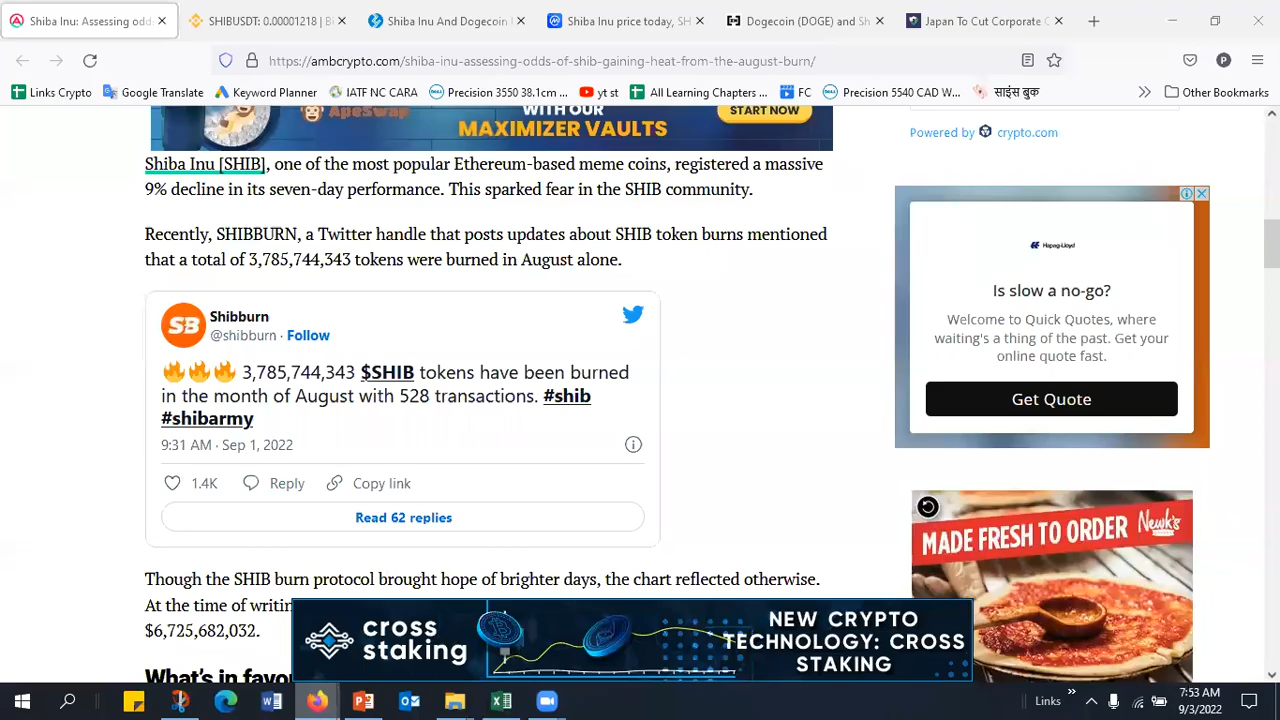 Shiba Inu: Assessing odd
SHIBUSDT: 0.00001218 | Bi
Shiba Inu And Dogecoin I
Shiba Inu price today, SH
Dogecoin (DOGE) and Sh
Japan To Cut Corporate C
https://ambcrypto.com/shiba-inu-assessing-odds-of-shib-gaining-heat-from-the-august-burn/
P
Links Crypto
Google Translate
Keyword Planner
IATF NC CARA
Precision 3550 38.1cm ...
yt st
All Learning Chapters ...
FC
Precision 5540 CAD W...
साइंस बुक
Other Bookmarks
ApeSwap
WITH OUR
MAXIMIZER VAULTS
START NOW
Powered by crypto.com
Shiba Inu [SHIB], one of the most popular Ethereum-based meme coins, registered a massive
9% decline in its seven-day performance. This sparked fear in the SHIB community.
Recently, SHIBBURN, a Twitter handle that posts updates about SHIB token burns mentioned
that a total of 3,785,744,343 tokens were burned in August alone.
SB
Shibburn
@shibburn · Follow
🔥🔥🔥 3,785,744,343 $SHIB tokens have been burned
in the month of August with 528 transactions. #shib
#shibarmy
9:31 AM · Sep 1, 2022
1.4K
Reply
Copy link
Read 62 replies
Hapag-Lloyd
Is slow a no-go?
Welcome to Quick Quotes, where
waiting's a thing of the past. Get your
online quote fast.
Get Quote
MADE FRESH TO ORDER
Newk's
Though the SHIB burn protocol brought hope of brighter days, the chart reflected otherwise.
At the time of writin
$6,725,682,032.
What's in favo
cross
staking
NEW CRYPTO
TECHNOLOGY: CROSS
STAKING
Links
7:53 AM
9/3/2022